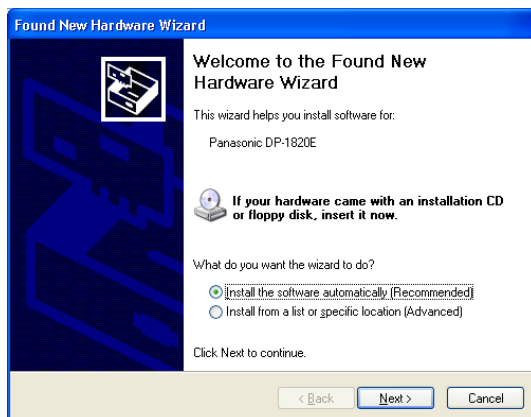 Found New Hardware Wizard
Welcome to the Found New
Hardware Wizard
This wizard helps you install software for:
Panasonic DP-1820E
If your hardware came with an installation CD
or floppy disk, insert it now.
What do you want the wizard to do?
Install the software automatically (Recommended)
Install from a list or specific location (Advanced)
Click Next to continue.
< Back
Next >
Cancel